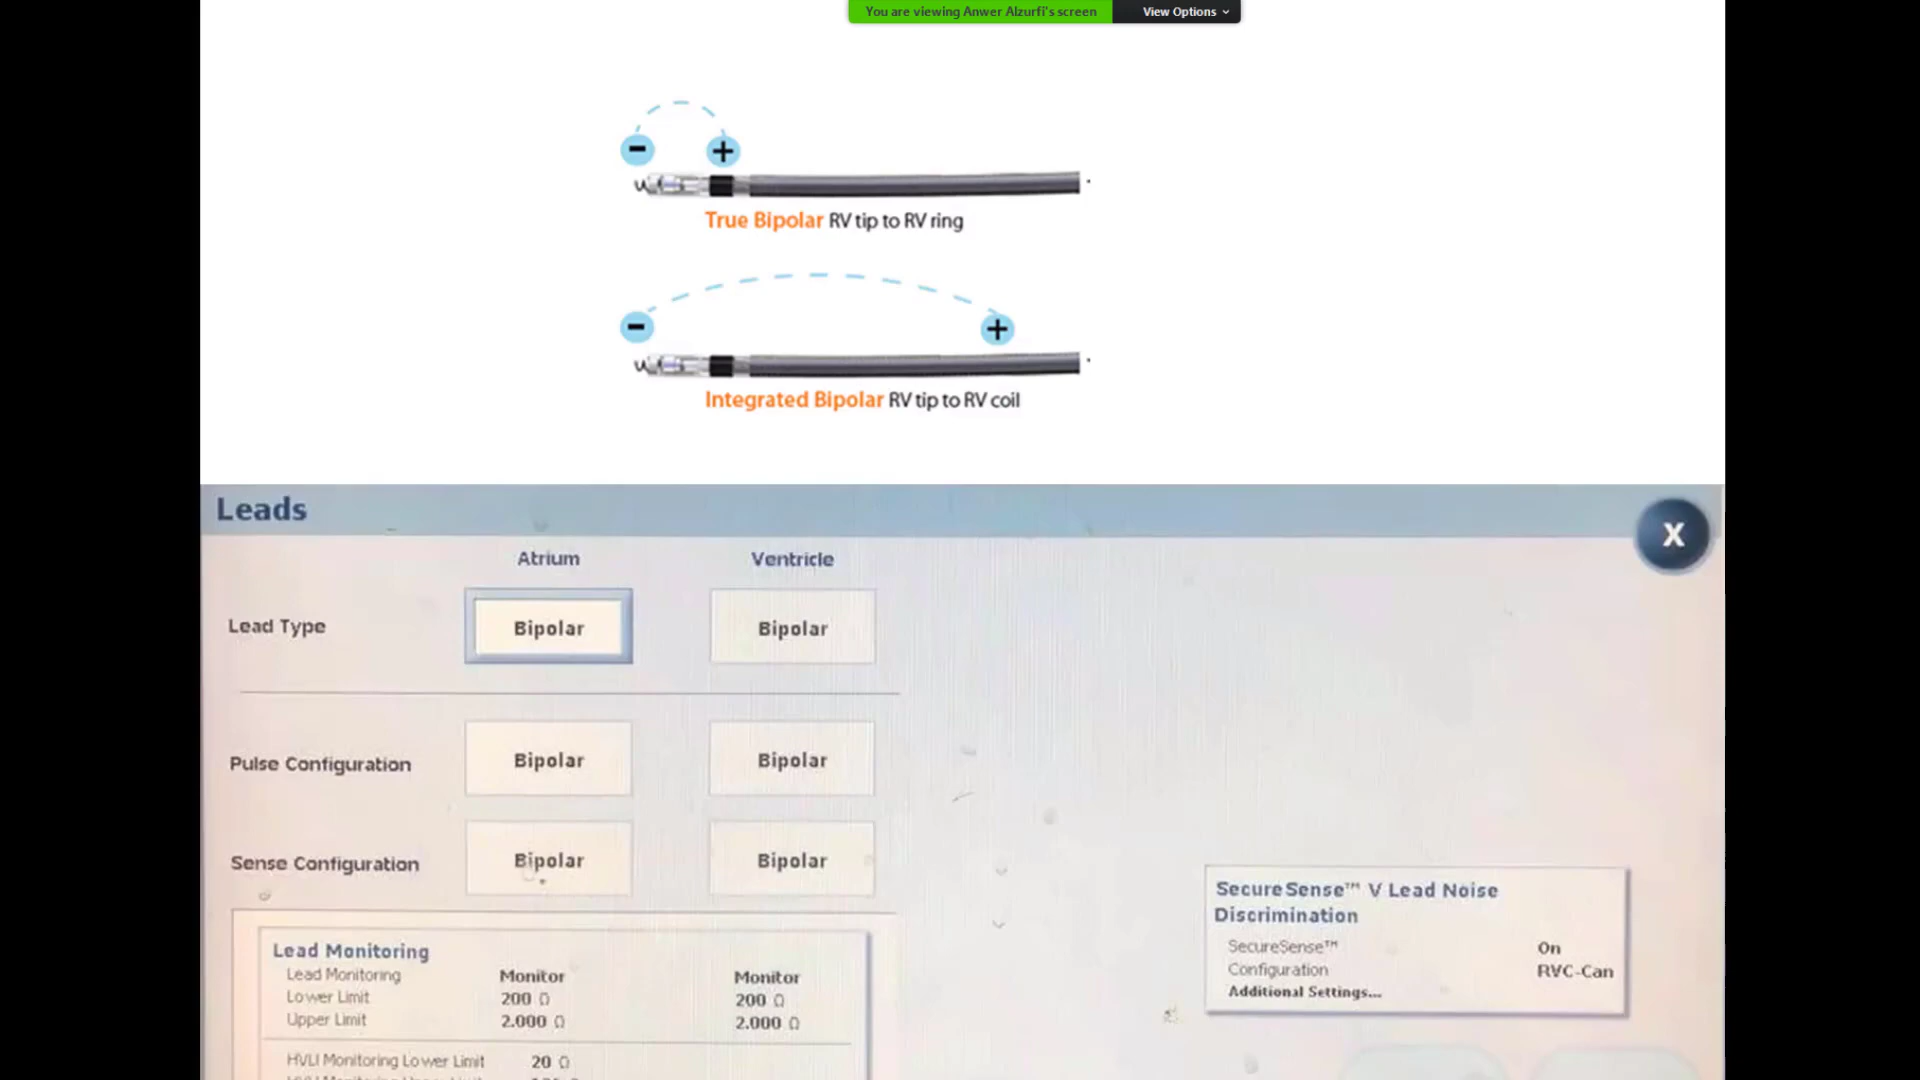 You are viewing Anwer Alzurfi's screen
View Options
True Bipolar RV tip to RV ring
Integrated Bipolar RV tip to RV coil
Leads
X
Atrium Ventricle
Lead Type Bipolar Bipolar
Pulse Configuration Bipolar Bipolar
Sense Configuration Bipolar Bipolar
Lead Monitoring
Lead Monitoring Monitor Monitor
Lower Limit 200 Ω 200 Ω
Upper Limit 2.000 Ω 2.000 Ω
HVLI Monitoring Lower Limit 20 Ω
SecureSense™ V Lead Noise
Discrimination
SecureSense™ On
Configuration RVC-Can
Additional Settings...